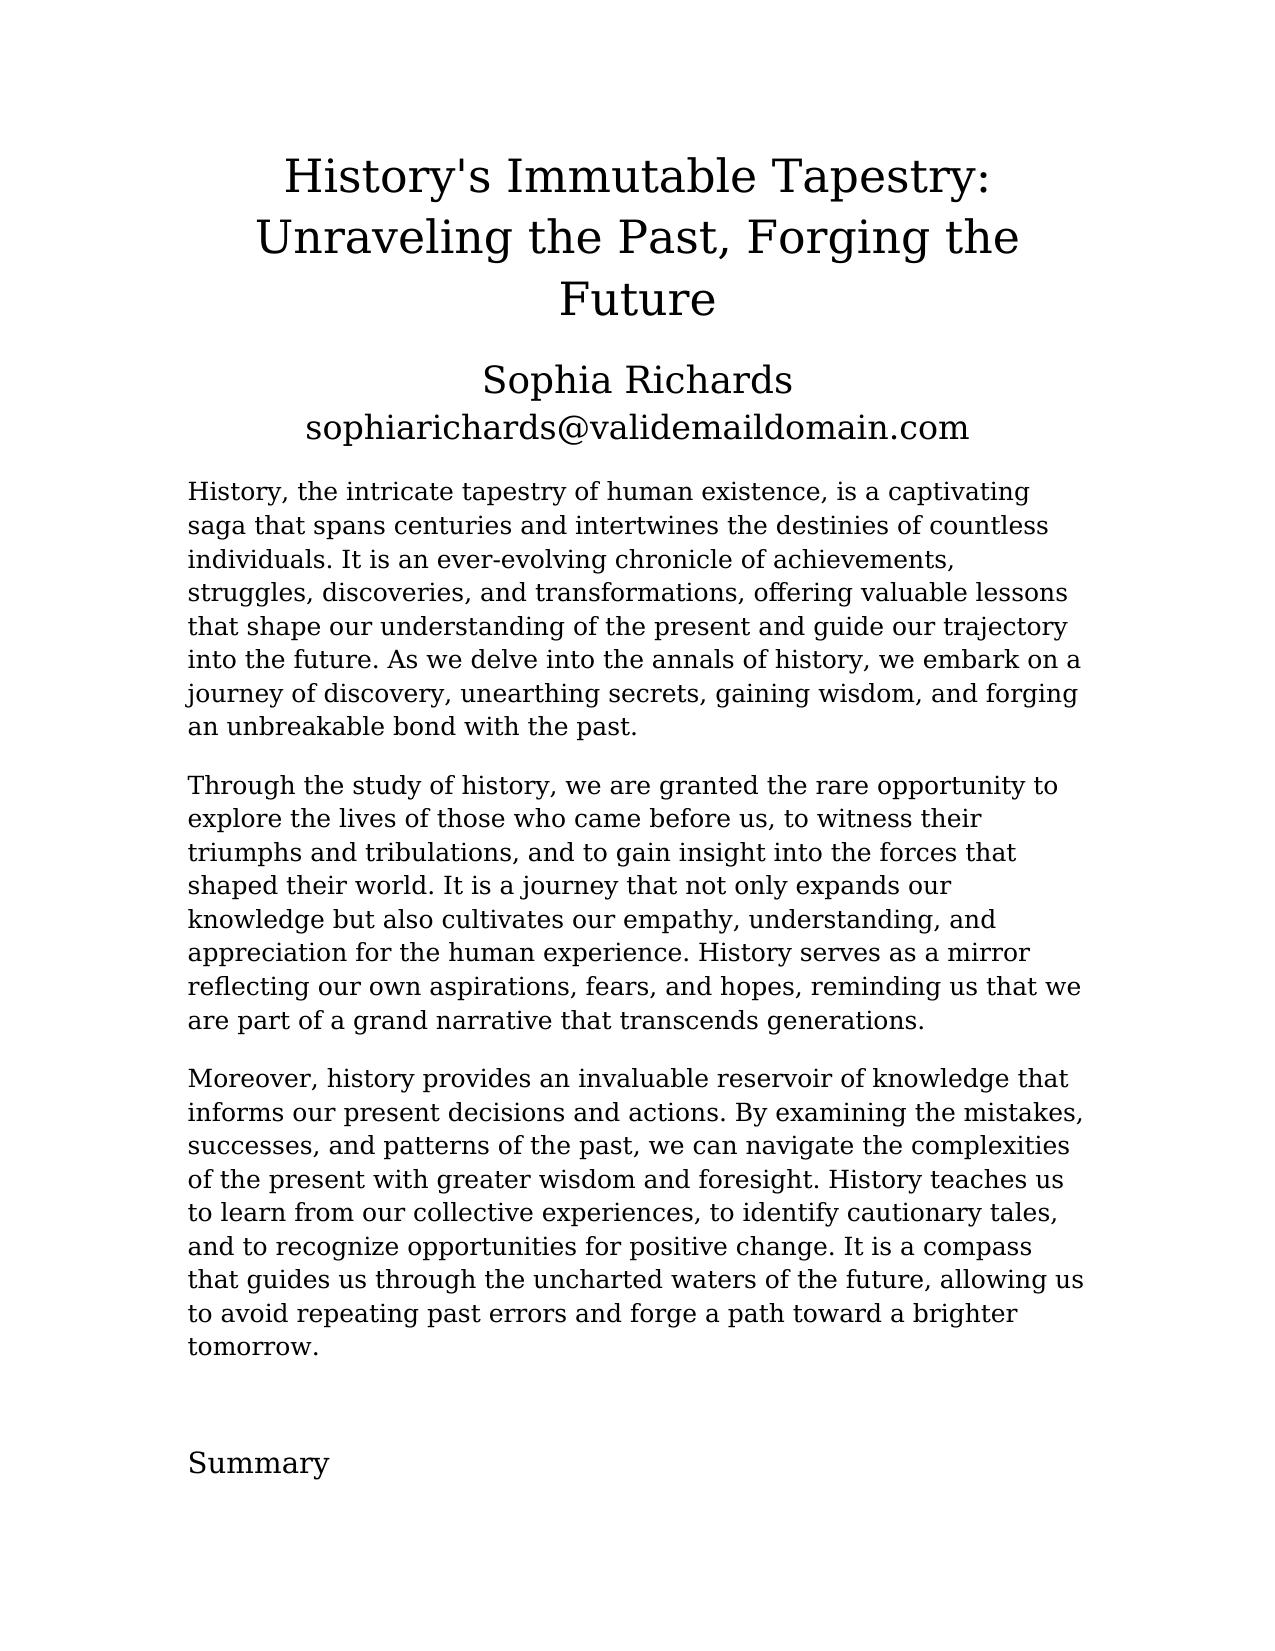 History's Immutable Tapestry:
Unraveling the Past, Forging the
Future
Sophia Richards
sophiarichards@validemaildomain.com
History, the intricate tapestry of human existence, is a captivating
saga that spans centuries and intertwines the destinies of countless
individuals. It is an ever-evolving chronicle of achievements,
struggles, discoveries, and transformations, offering valuable lessons
that shape our understanding of the present and guide our trajectory
into the future. As we delve into the annals of history, we embark on a
journey of discovery, unearthing secrets, gaining wisdom, and forging
an unbreakable bond with the past.
Through the study of history, we are granted the rare opportunity to
explore the lives of those who came before us, to witness their
triumphs and tribulations, and to gain insight into the forces that
shaped their world. It is a journey that not only expands our
knowledge but also cultivates our empathy, understanding, and
appreciation for the human experience. History serves as a mirror
reflecting our own aspirations, fears, and hopes, reminding us that we
are part of a grand narrative that transcends generations.
Moreover, history provides an invaluable reservoir of knowledge that
informs our present decisions and actions. By examining the mistakes,
successes, and patterns of the past, we can navigate the complexities
of the present with greater wisdom and foresight. History teaches us
to learn from our collective experiences, to identify cautionary tales,
and to recognize opportunities for positive change. It is a compass
that guides us through the uncharted waters of the future, allowing us
to avoid repeating past errors and forge a path toward a brighter
tomorrow.
Summary